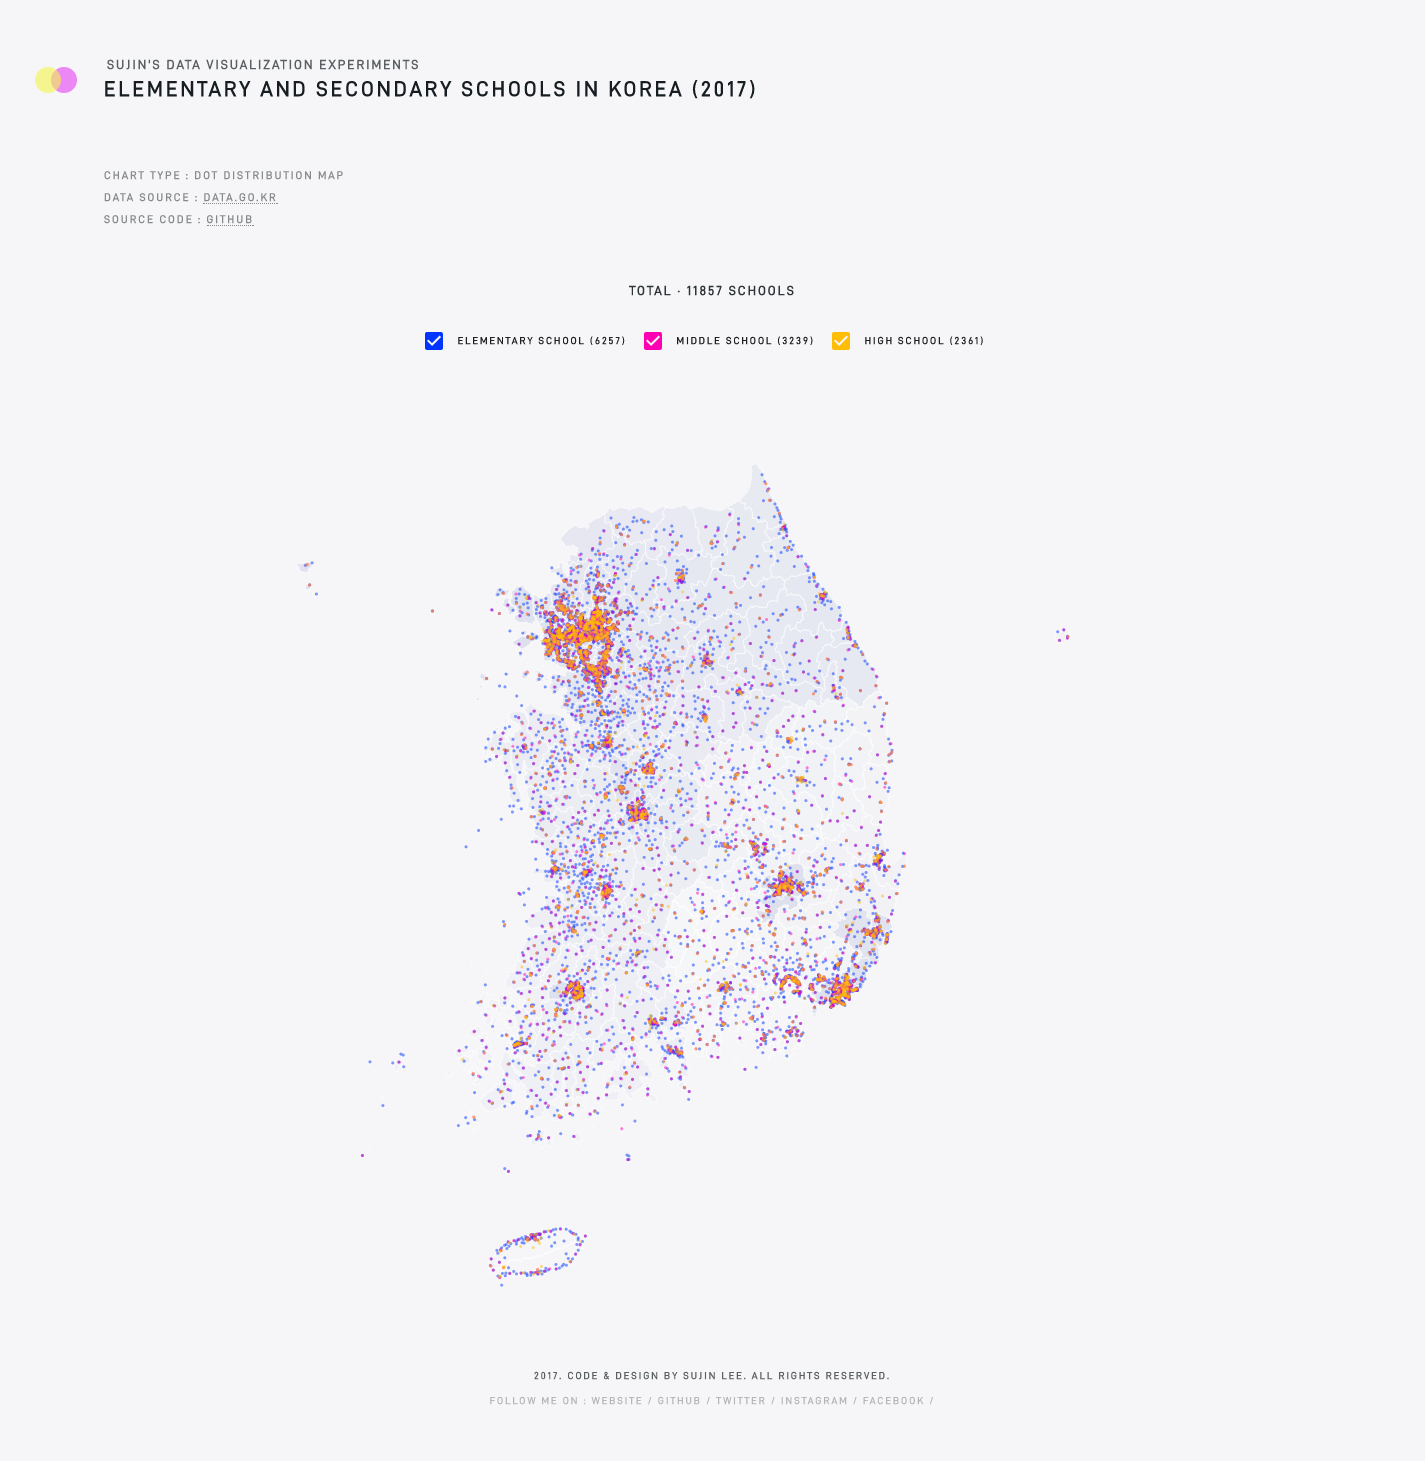 SUJIN'S DATA VISUALIZATION EXPERIMENTS
ELEMENTARY AND SECONDARY SCHOOLS IN KOREA (2017)
CHART TYPE : DOT DISTRIBUTION MAP
DATA SOURCE : DATA.GO.KR
SOURCE CODE : GITHUB
TOTAL · 11857 SCHOOLS
ELEMENTARY SCHOOL (6257) MIDDLE SCHOOL (3239) HIGH SCHOOL (2361)
2017. CODE & DESIGN BY SUJIN LEE. ALL RIGHTS RESERVED.
FOLLOW ME ON : WEBSITE / GITHUB / TWITTER / INSTAGRAM / FACEBOOK /